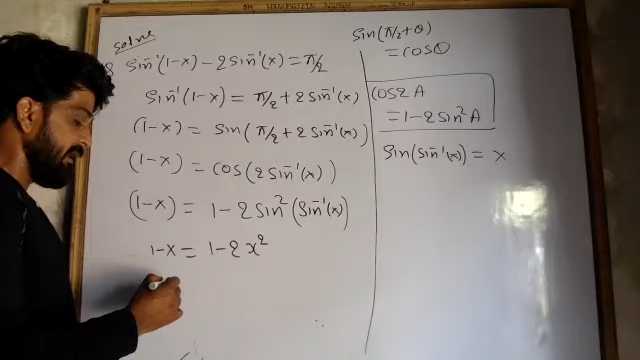 Solve
sin⁻¹(1-x) - 2sin⁻¹(x) = π/2
sin⁻¹(1-x) = π/2 + 2sin⁻¹(x)
(1-x) = sin(π/2 + 2sin⁻¹(x))
(1-x) = cos(2sin⁻¹(x))
(1-x) = 1-2sin²(sin⁻¹(x))
1-x = 1-2x²
sin(π/2+θ)
= cosθ
cos2A
= 1-2sin²A
sin(sin⁻¹(x)) = x